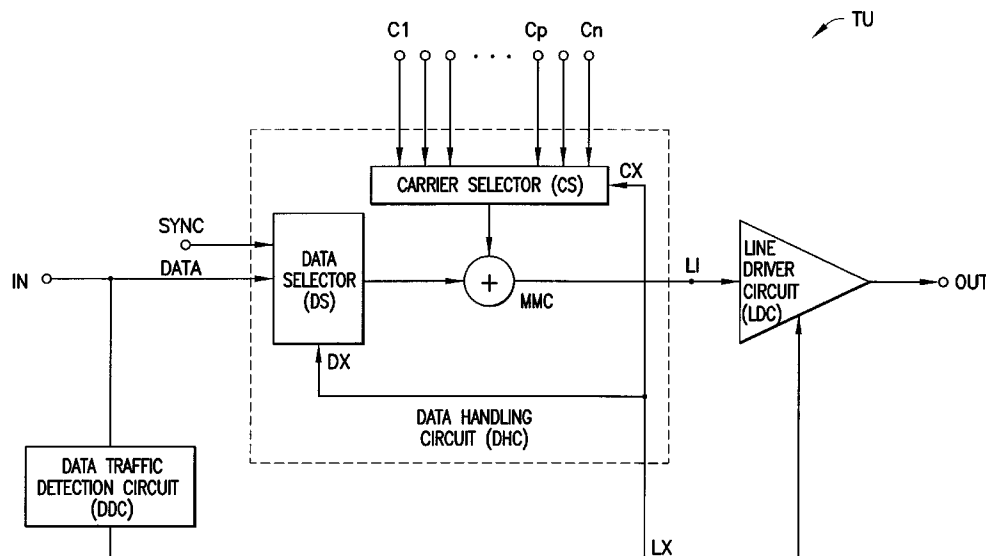 TU
C1 · · · · Cp Cn
CX
CARRIER SELECTOR (CS)
SYNC
DATA
SELECTOR
(DS)
IN
DATA
+
MMC
LI
LINE
DRIVER
CIRCUIT
(LDC)
OUT
DX
DATA HANDLING
CIRCUIT (DHC)
DATA TRAFFIC
DETECTION CIRCUIT
(DDC)
LX